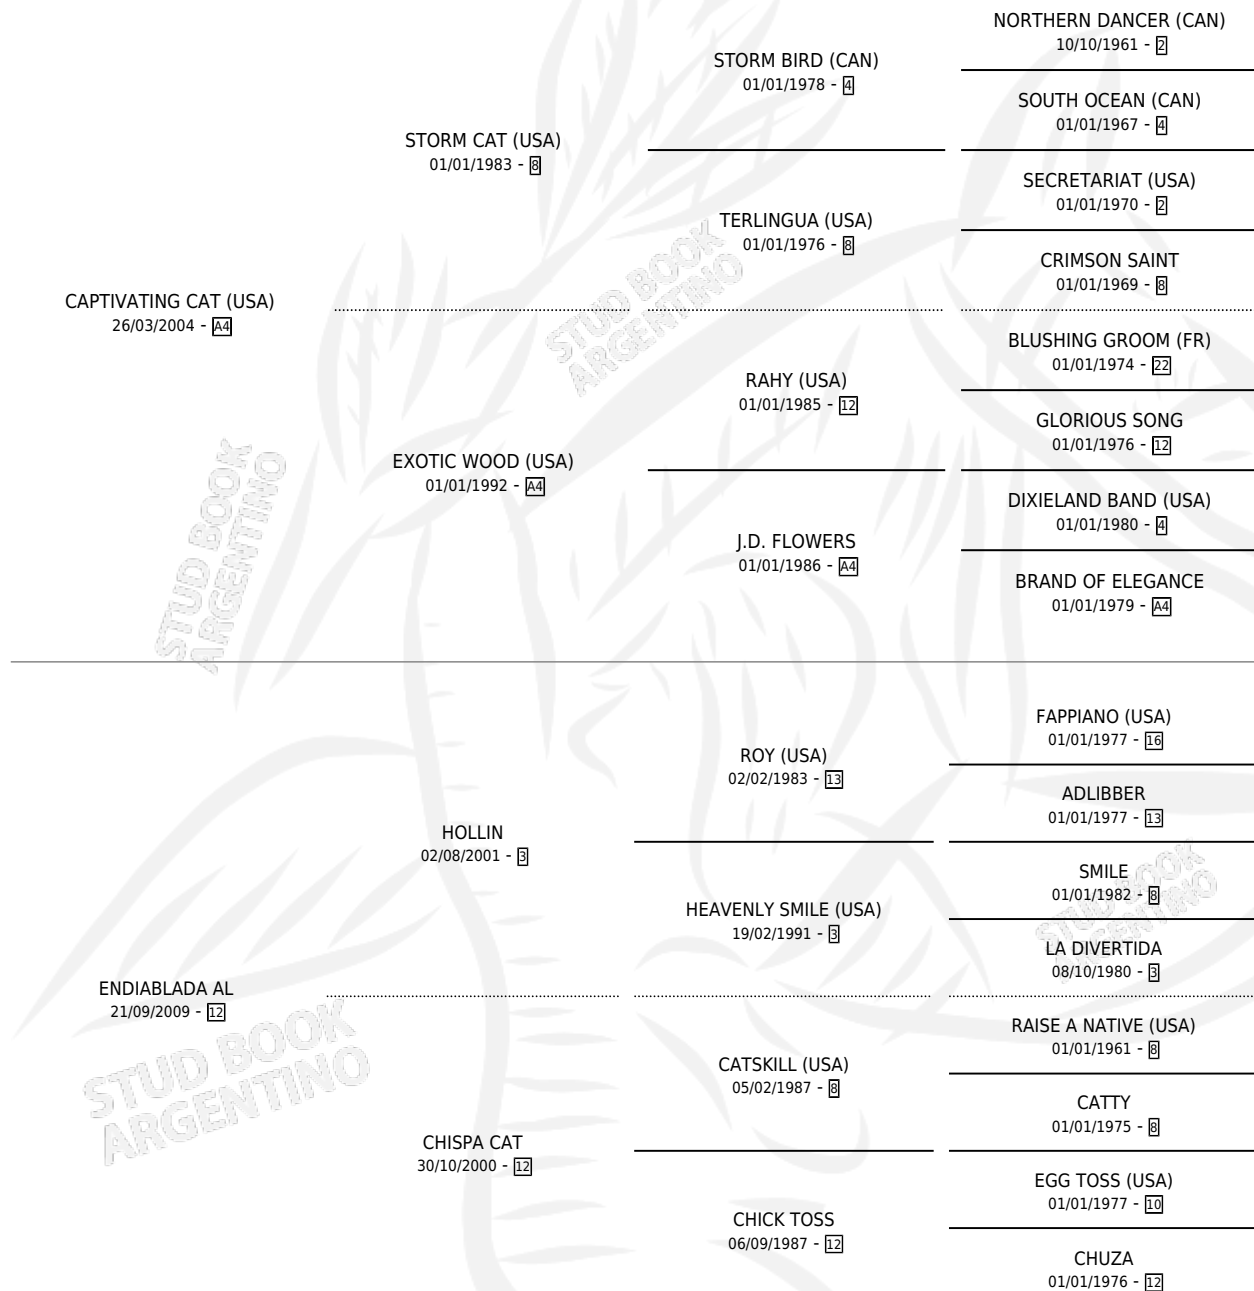 NORTHERN DANCER (CAN)
10/10/1961 - 2
STORM BIRD (CAN)
01/01/1978 - 4
SOUTH OCEAN (CAN)
01/01/1967 - 4
STORM CAT (USA)
01/01/1983 - 8
SECRETARIAT (USA)
01/01/1970 - 2
TERLINGUA (USA)
01/01/1976 - 8
CRIMSON SAINT
01/01/1969 - 8
CAPTIVATING CAT (USA)
26/03/2004 - A4
BLUSHING GROOM (FR)
01/01/1974 - 22
RAHY (USA)
01/01/1985 - 12
GLORIOUS SONG
01/01/1976 - 12
EXOTIC WOOD (USA)
01/01/1992 - A4
DIXIELAND BAND (USA)
01/01/1980 - 4
J.D. FLOWERS
01/01/1986 - A4
BRAND OF ELEGANCE
01/01/1979 - A4
FAPPIANO (USA)
01/01/1977 - 16
ROY (USA)
02/02/1983 - 13
ADLIBBER
01/01/1977 - 13
HOLLIN
02/08/2001 - 3
SMILE
01/01/1982 - 8
HEAVENLY SMILE (USA)
19/02/1991 - 3
LA DIVERTIDA
08/10/1980 - 3
ENDIABLADA AL
21/09/2009 - 12
RAISE A NATIVE (USA)
01/01/1961 - 8
CATSKILL (USA)
05/02/1987 - 8
CATTY
01/01/1975 - 8
CHISPA CAT
30/10/2000 - 12
EGG TOSS (USA)
01/01/1977 - 10
CHICK TOSS
06/09/1987 - 12
CHUZA
01/01/1976 - 12
STUD BOOK
ARGENTINO
STUD BOOK
ARGENTINO
STUD BOOK
ARGENTINO
STUD BOOK
ARGENTINO